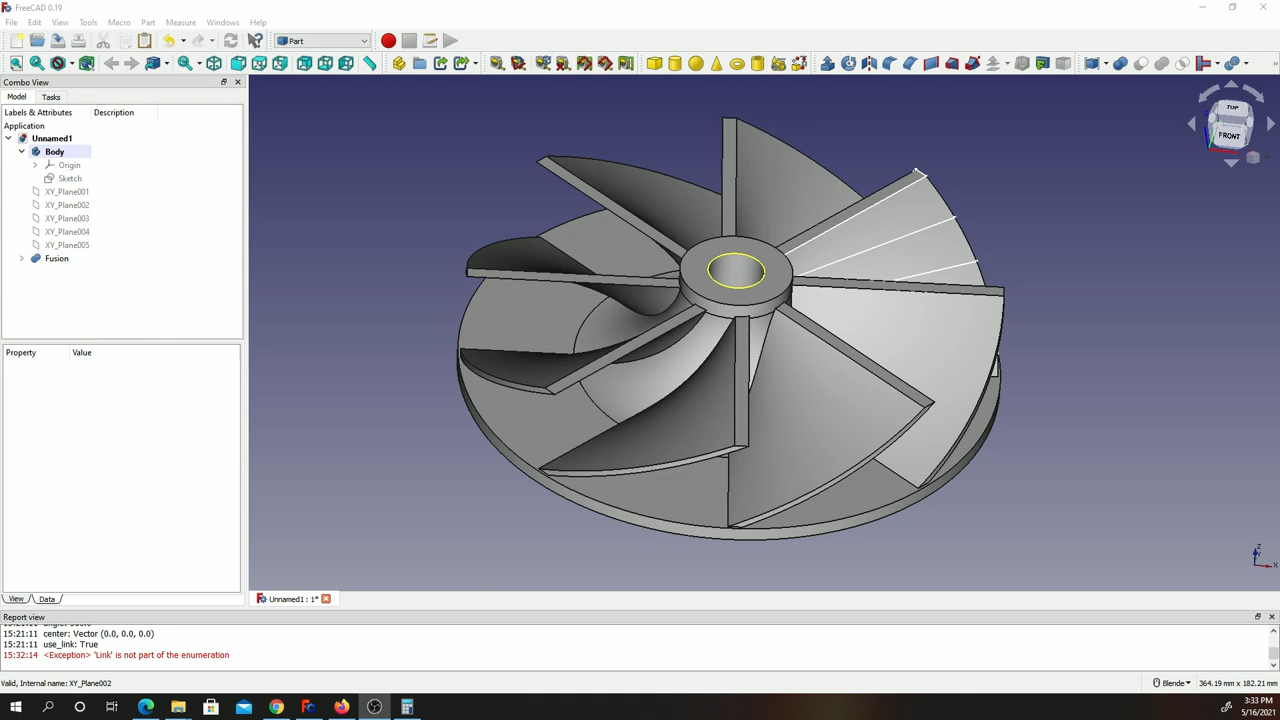 FreeCAD 0.19
File Edit View Tools Macro Part Measure Windows Help
Part
Combo View
Model Tasks
Labels & Attributes Description
Application
Unnamed1
Body
Origin
Sketch
XY_Plane001
XY_Plane002
XY_Plane003
XY_Plane004
XY_Plane005
Fusion
Property Value
View Data
TOP
FRONT
Z
Y
X
Unnamed1 : 1*
Report view
15:21:11 center: Vector (0.0, 0.0, 0.0)
15:21:11 use_link: True
15:32:14 <Exception> 'Link' is not part of the enumeration
Valid, Internal name: XY_Plane002
Blende
364.19 mm x 182.21 mm
3:33 PM
5/16/2021